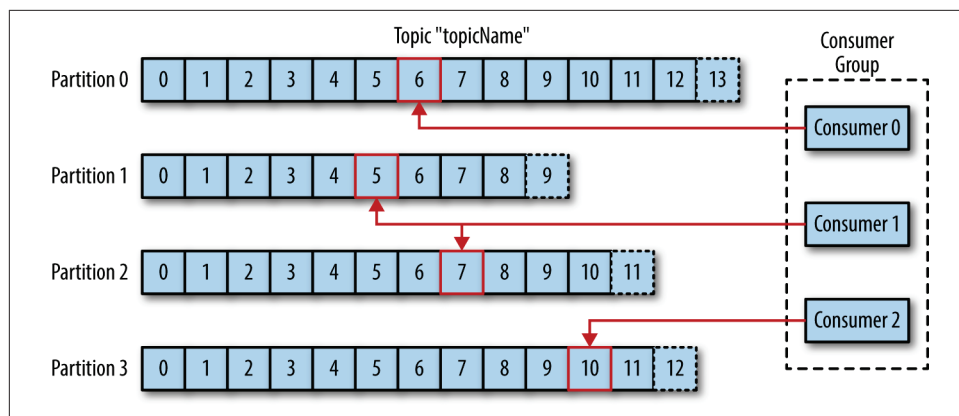 Topic "topicName"
Consumer
Group
Partition 0 0 1 2 3 4 5 6 7 8 9 10 11 12 13
Consumer 0
Partition 1 0 1 2 3 4 5 6 7 8 9
Consumer 1
Partition 2 0 1 2 3 4 5 6 7 8 9 10 11
Consumer 2
Partition 3 0 1 2 3 4 5 6 7 8 9 10 11 12